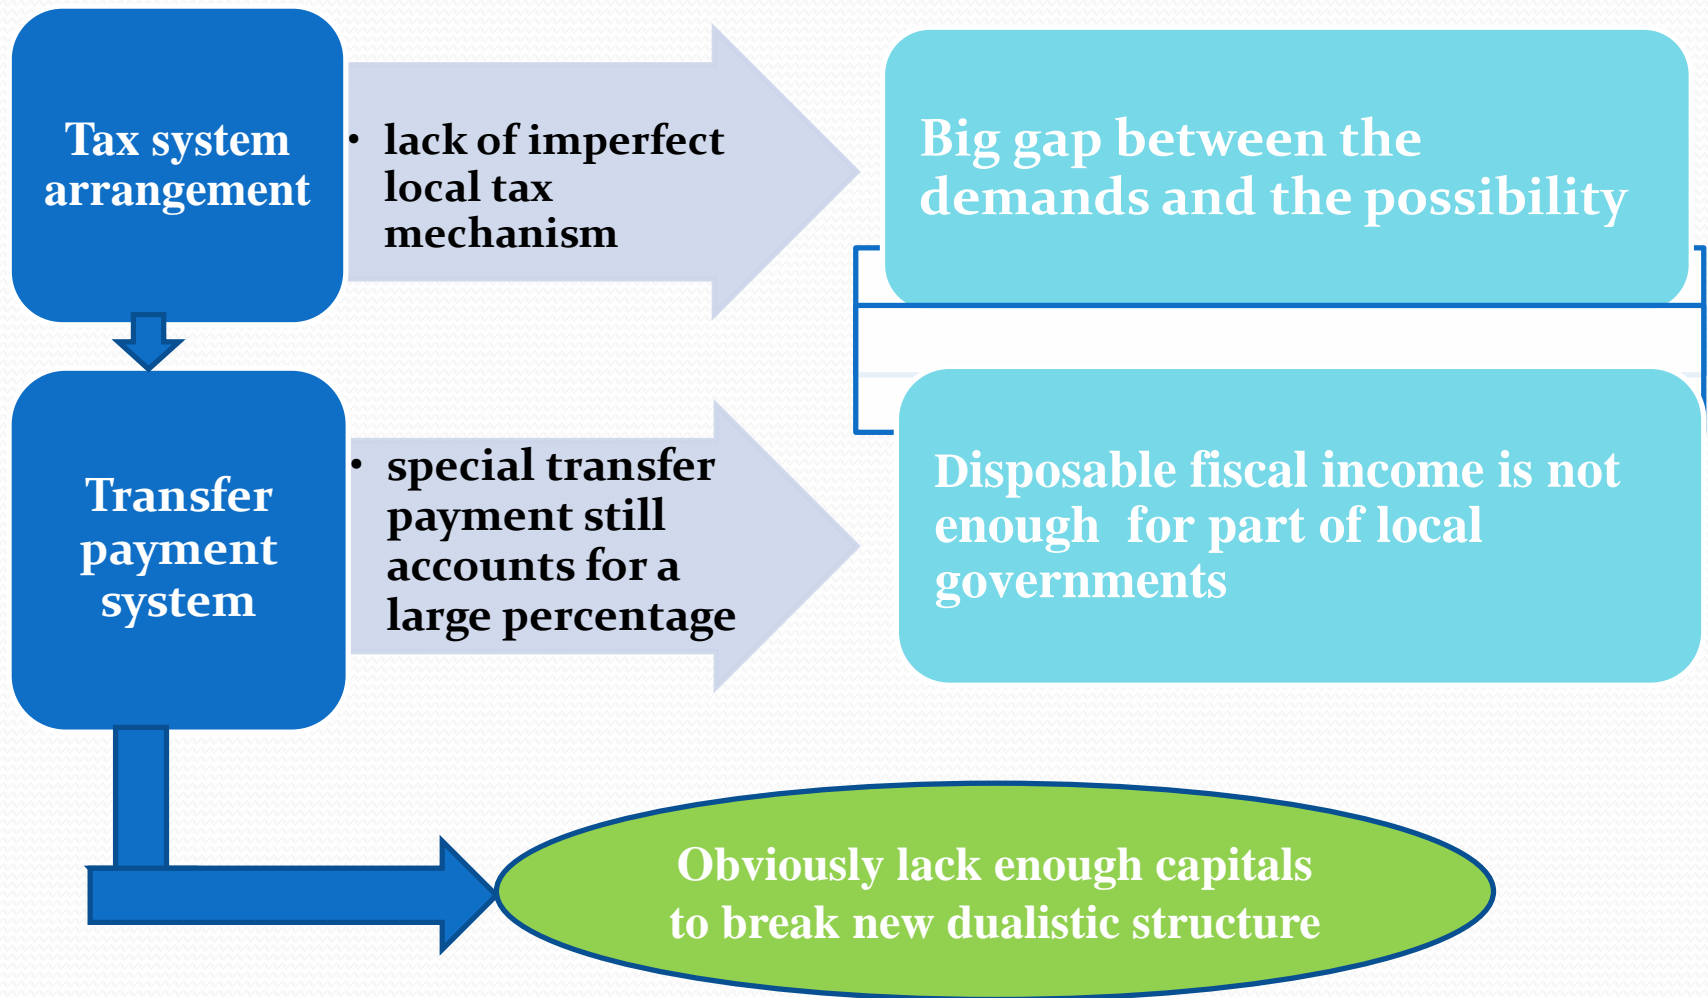 Tax system
arrangement
• lack of imperfect
local tax
mechanism
Big gap between the
demands and the possibility
Transfer
payment
system
• special transfer
payment still
accounts for a
large percentage
Disposable fiscal income is not
enough  for part of local
governments
Obviously lack enough capitals
to break new dualistic structure